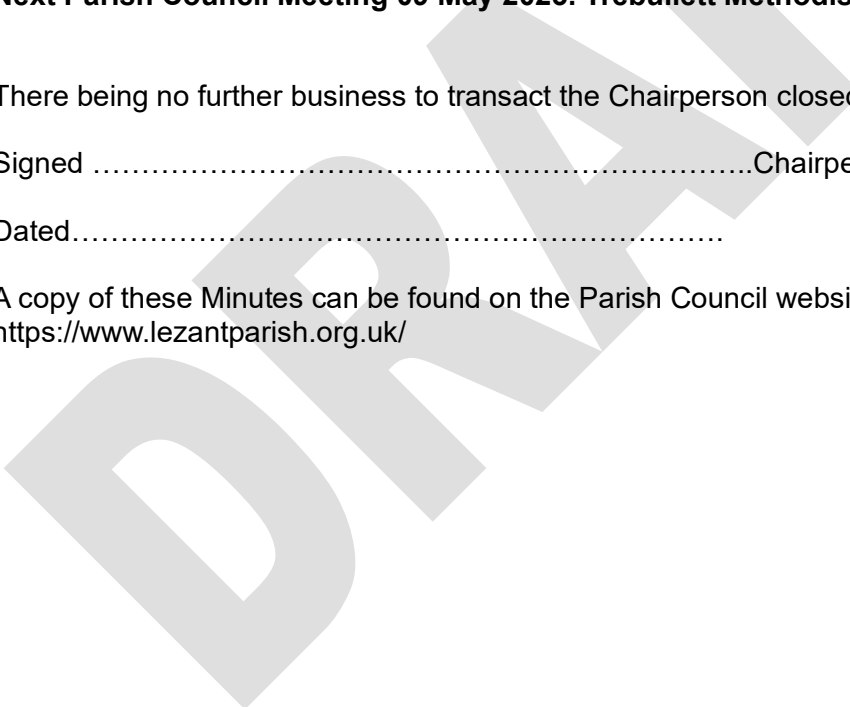 Next Parish Council Meeting May Trebullett Methodis
There being no further business to transact the Chairperson closed
Signed …………………………………………………………..Chairpe
Dated………………………………………………………….
A copy of these Minutes can be found on the Parish Council websi
https://www.lezantparish.org.uk/
DRA